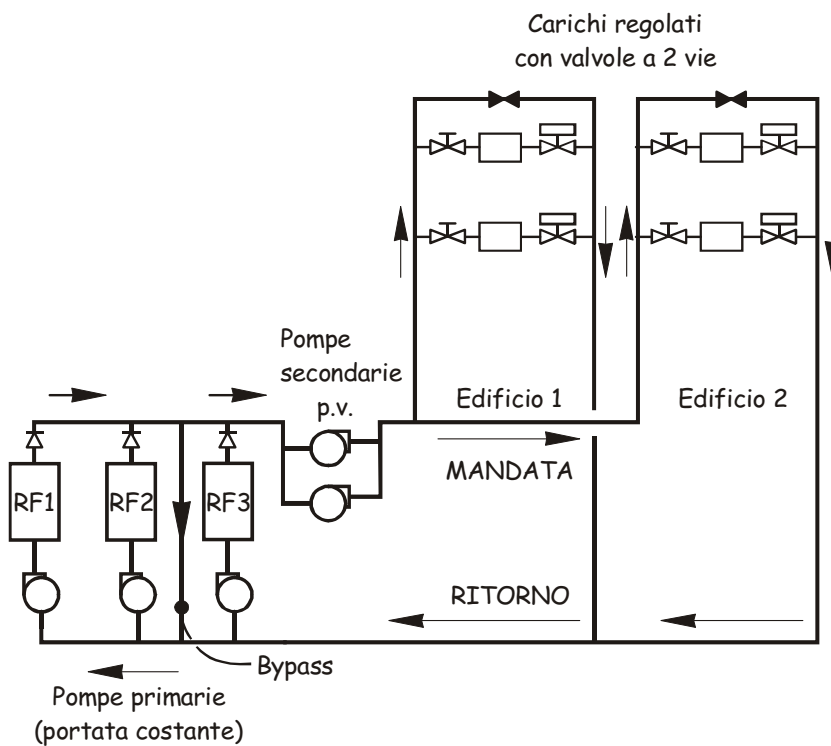 Carichi regolati
con valvole a 2 vie
Pompe
secondarie
p.v.
Edificio 1
Edificio 2
MANDATA
RF1
RF2
RF3
RITORNO
Bypass
Pompe primarie
(portata costante)